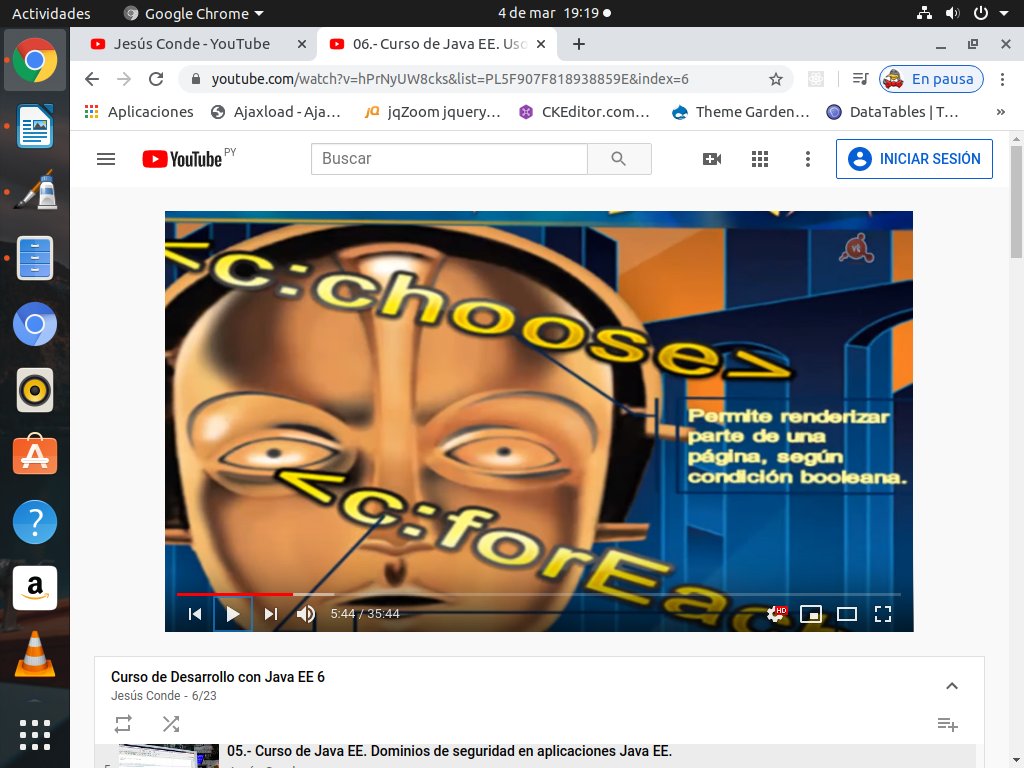 Actividades
Google Chrome
4 de mar 19:19
Jesús Conde - YouTube
06.- Curso de Java EE. Uso
youtube.com/watch?v=hPrNyUW8cks&list=PL5F907F818938859E&index=6
En pausa
Aplicaciones
Ajaxload - Aja...
jqZoom jquery...
CKEditor.com...
Theme Garden...
DataTables | T...
»
YouTube PY
Buscar
INICIAR SESIÓN
vt
<c:choose>
Permite renderizar
parte de una
página, según
condición booleana.
<c:forEach
5:44 / 35:44
HD
Curso de Desarrollo con Java EE 6
Jesús Conde - 6/23
05.- Curso de Java EE. Dominios de seguridad en aplicaciones Java EE.